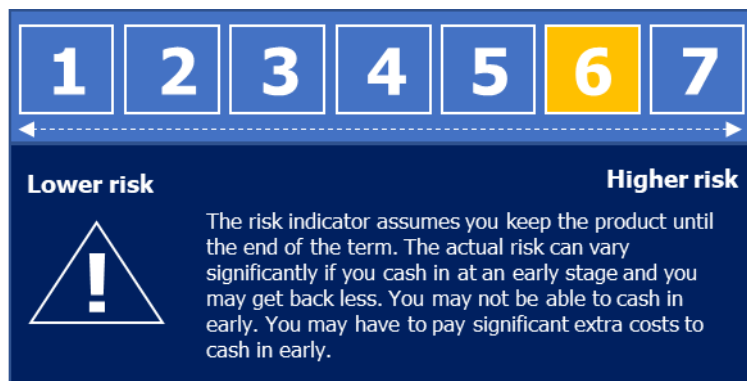 1 2 3 4 5 6 7
Lower risk
Higher risk
!
The risk indicator assumes you keep the product until
the end of the term. The actual risk can vary
significantly if you cash in at an early stage and you
may get back less. You may not be able to cash in
early. You may have to pay significant extra costs to
cash in early.